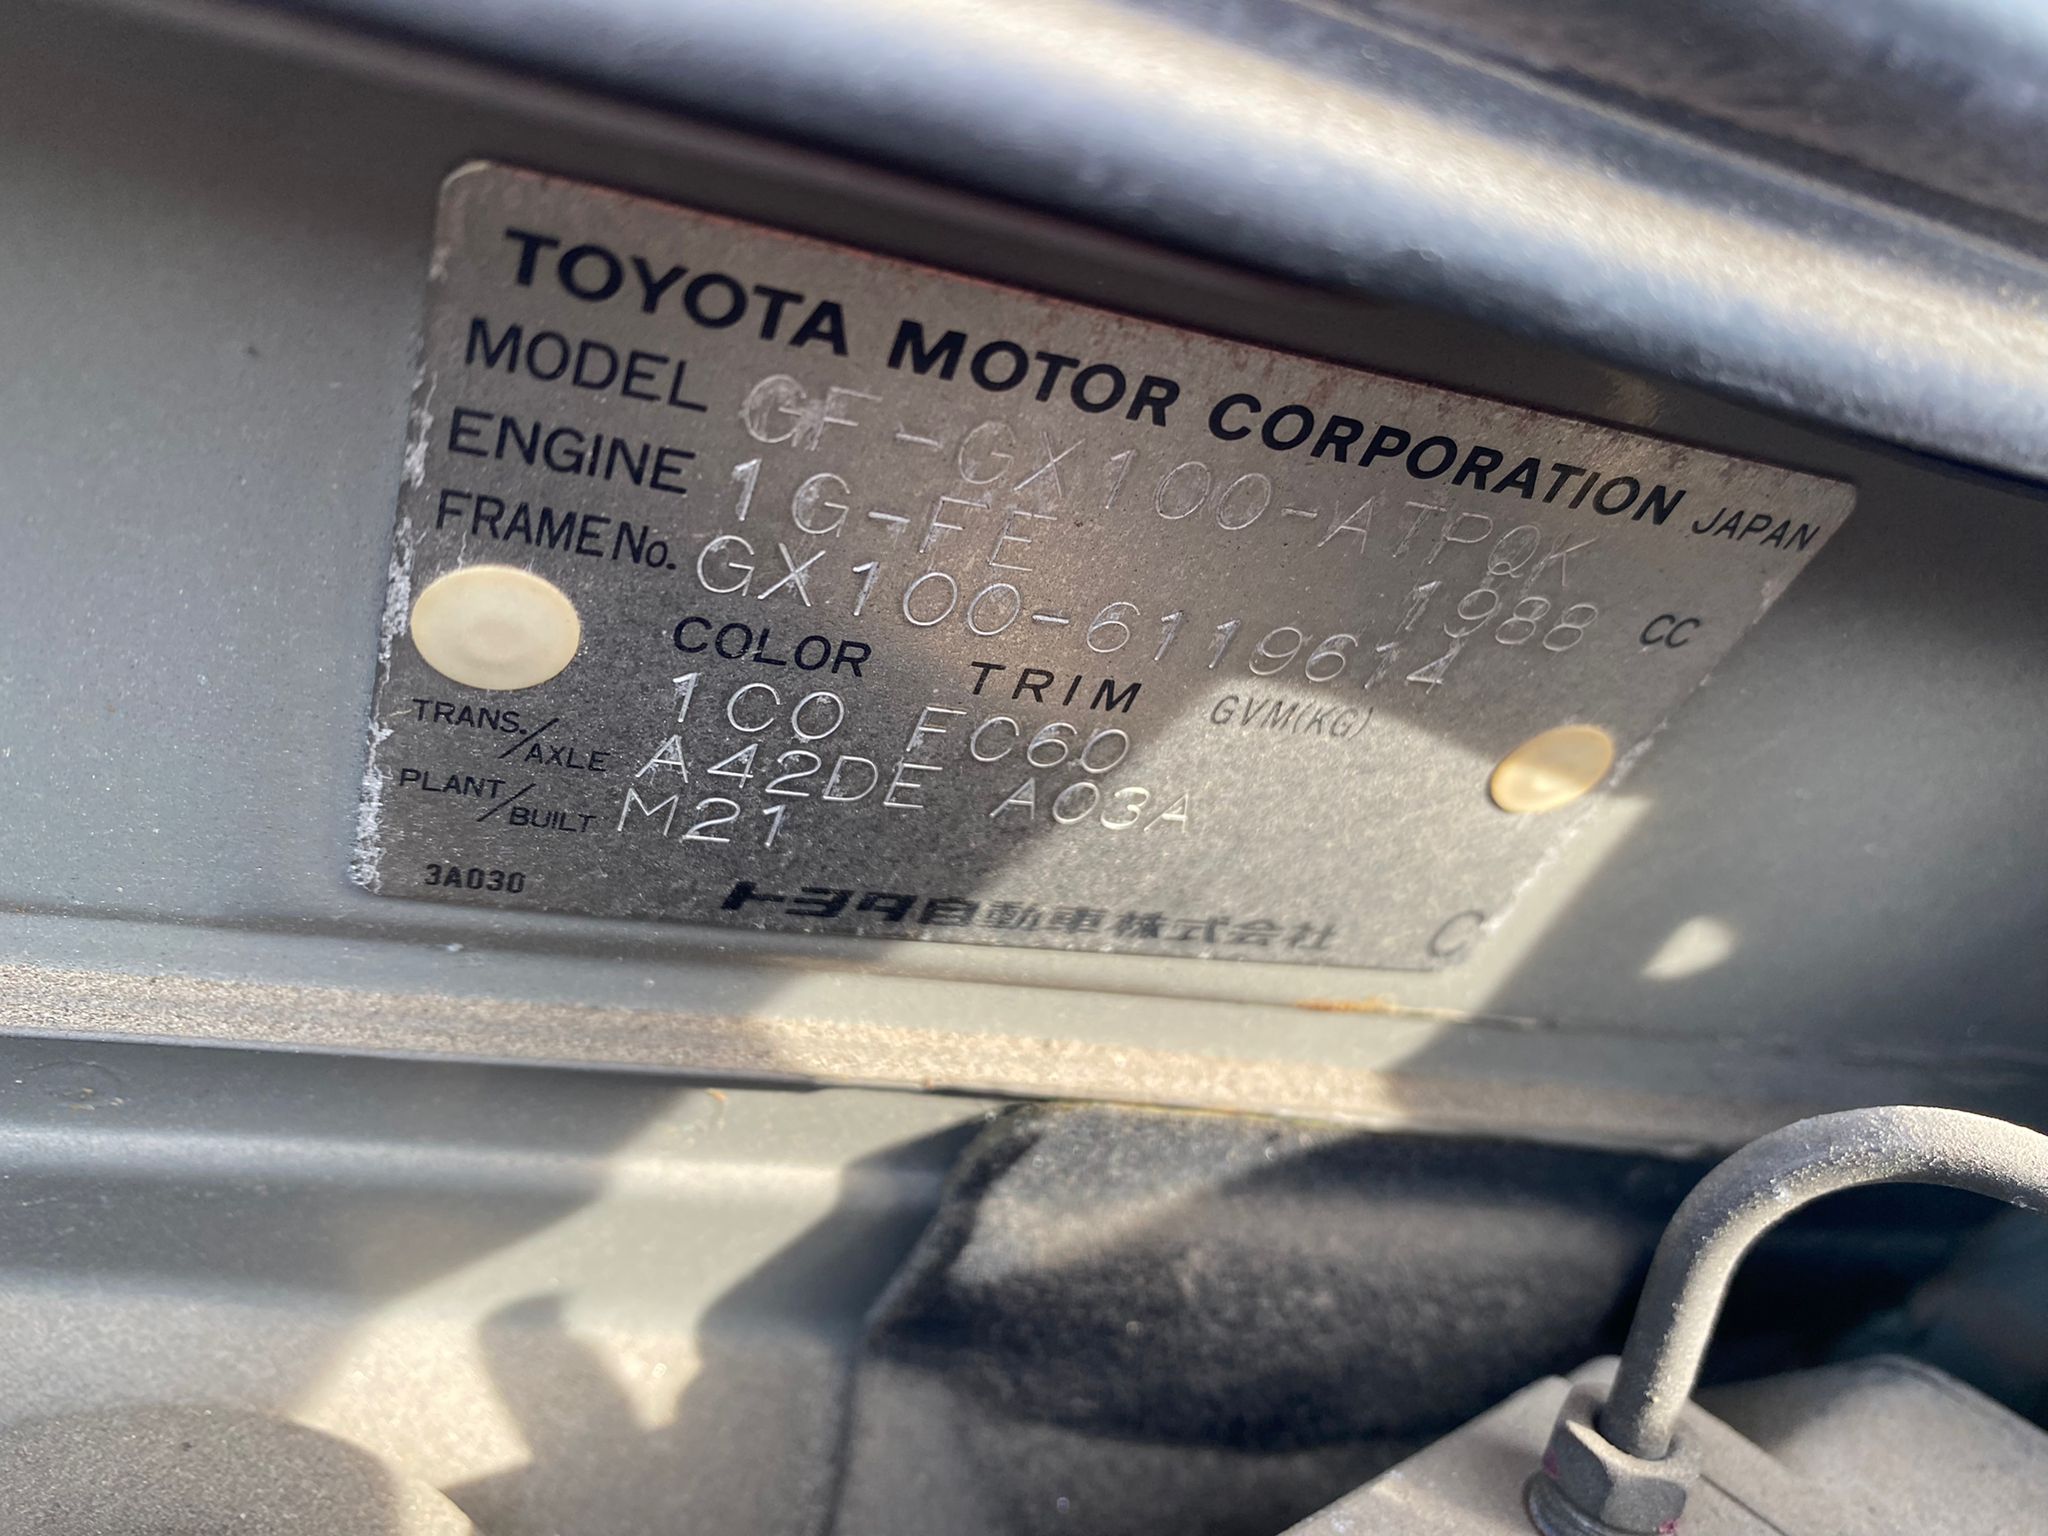 TOYOTA MOTOR CORPORATION JAPAN
MODEL GF-GX100-ATPQK
ENGINE 1G-FE 1988 CC
FRAME No. GX100-6119614
COLOR TRIM GVM(KG)
1C0 FC60
TRANS./AXLE A42DE A03A
PLANT/BUILT M21
3A030 トヨタ自動車株式会社 C